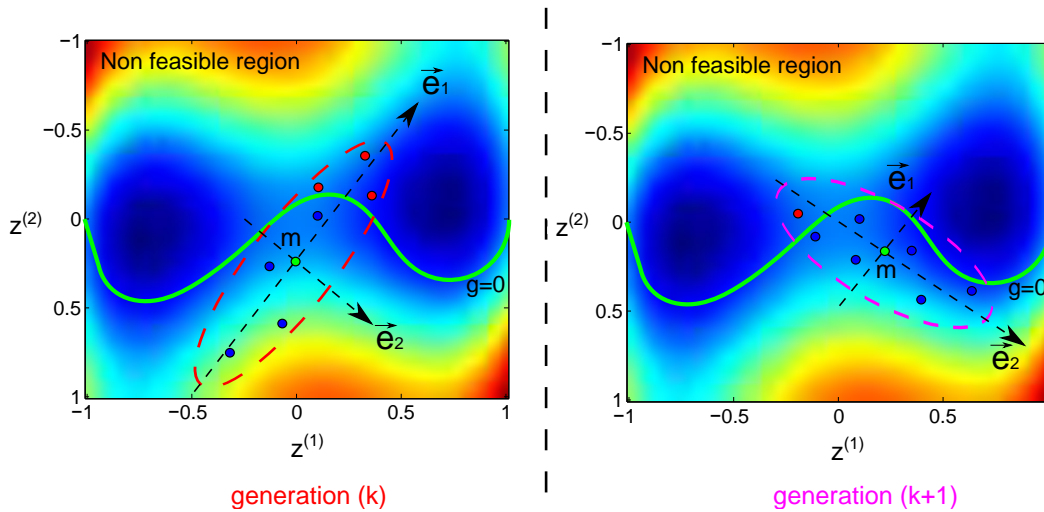 −1
−0.5
0
0.5
1
−1
−0.5
0
0.5
1
z(2)
z(1)
Non feasible region
e1
m
e2
g=0
generation (k)
−1
−0.5
0
0.5
1
−1
−0.5
0
0.5
1
z(2)
z(1)
Non feasible region
e1
m
g=0
e2
generation (k+1)